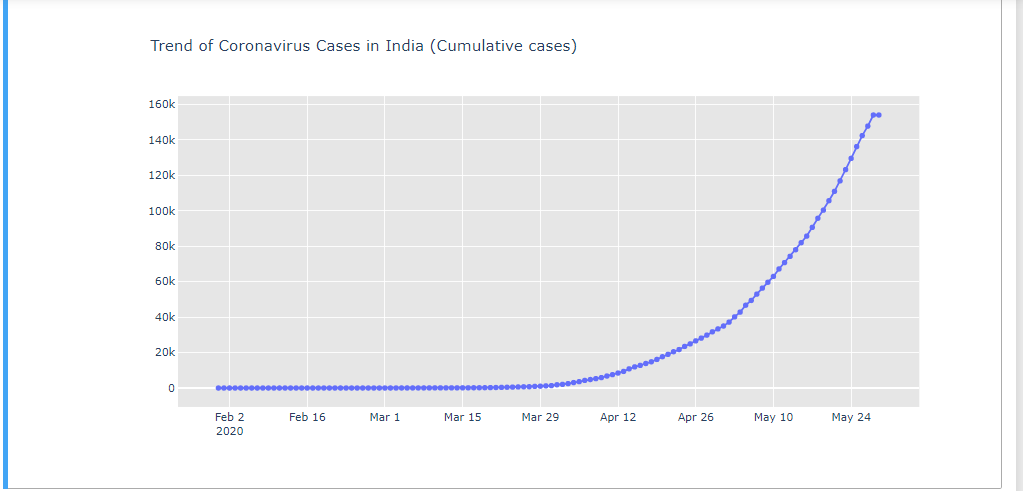 Trend of Coronavirus Cases in India (Cumulative cases)
160k
140k
120k
100k
80k
60k
40k
20k
0
Feb 2 Feb 16 Mar 1 Mar 15 Mar 29 Apr 12 Apr 26 May 10 May 24
2020